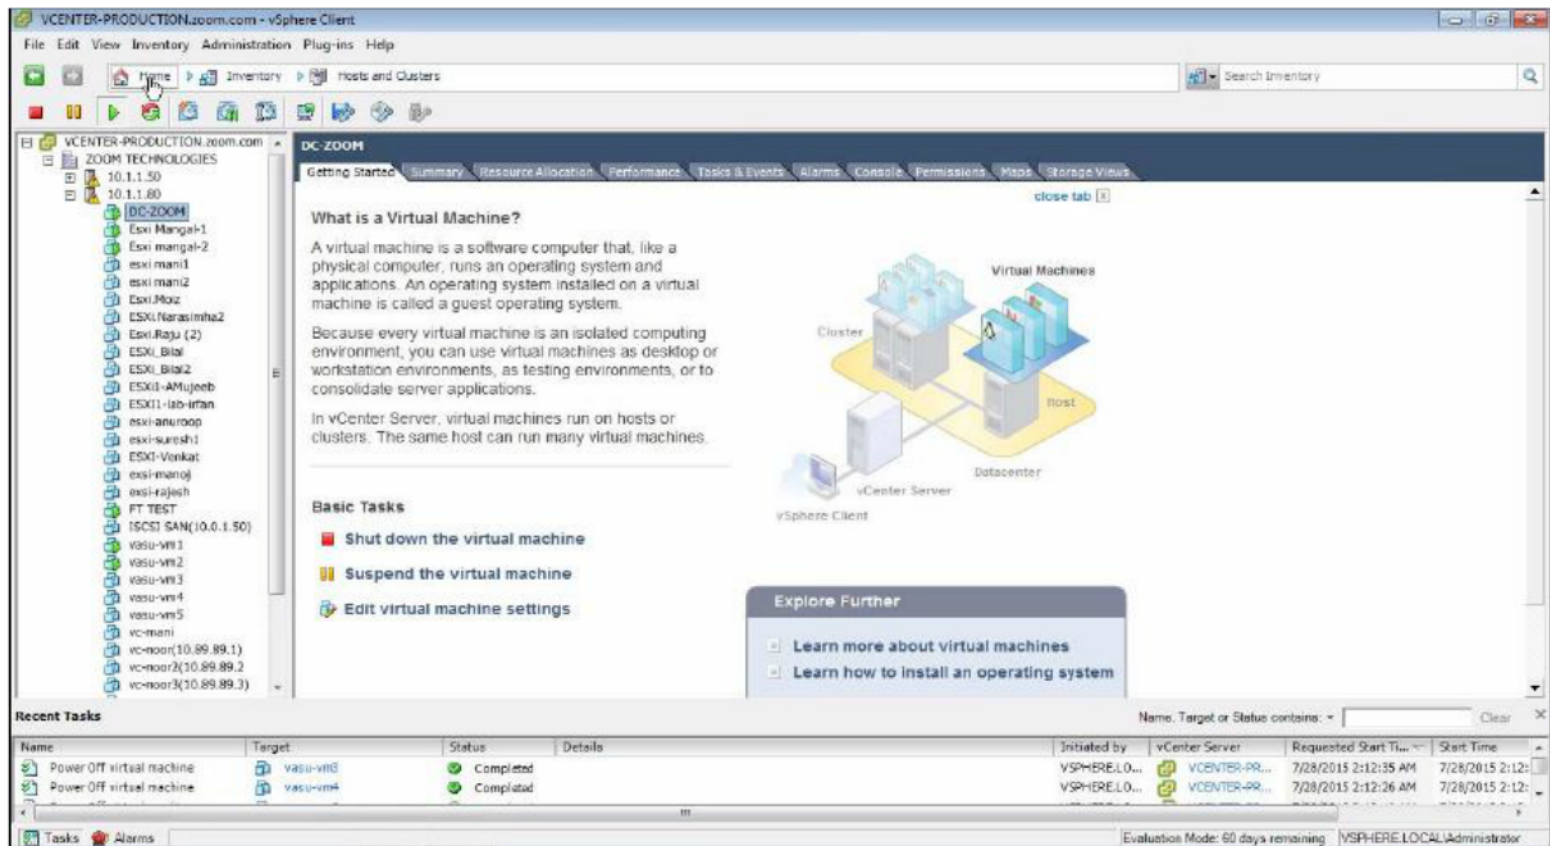 VCENTER-PRODUCTION.zoom.com - vSphere Client
File Edit View Inventory Administration Plug-ins Help
Home Inventory Hosts and Clusters
Search Inventory
VCENTER-PRODUCTION.zoom.com
ZOOM TECHNOLOGIES
10.1.1.50
10.1.1.80
DC-ZOOM
Esxi Mangal-1
Esxi mangal-2
esxi mani1
esxi mani2
Esxi.Moiz
ESXi.Narasimha2
Esxi.Raju (2)
ESXi_Bilal
ESXi_Bilal2
ESXi1-AMujeeb
ESXI1-lab-irfan
esxi-anuroop
esxi-suresh1
ESXI-Venkat
exsi-manoj
exsi-rajesh
FT TEST
ISCSI SAN(10.0.1.50)
vasu-vm1
vasu-vm2
vasu-vm3
vasu-vm4
vasu-vm5
vc-mani
vc-noor(10.89.89.1)
vc-noor2(10.89.89.2
vc-noor3(10.89.89.3)
DC-ZOOM
Getting Started Summary Resource Allocation Performance Tasks & Events Alarms Console Permissions Maps Storage Views
close tab
What is a Virtual Machine?
A virtual machine is a software computer that, like a
physical computer, runs an operating system and
applications. An operating system installed on a virtual
machine is called a guest operating system.
Because every virtual machine is an isolated computing
environment, you can use virtual machines as desktop or
workstation environments, as testing environments, or to
consolidate server applications.
In vCenter Server, virtual machines run on hosts or
clusters. The same host can run many virtual machines.
Virtual Machines
Cluster
Host
Datacenter
vCenter Server
vSphere Client
Basic Tasks
Shut down the virtual machine
Suspend the virtual machine
Edit virtual machine settings
Explore Further
Learn more about virtual machines
Learn how to install an operating system
Recent Tasks
Name, Target or Status contains:
Clear
Name Target Status Details Initiated by vCenter Server Requested Start Ti... Start Time
Power Off virtual machine vasu-vm3 Completed VSPHERE.LO... VCENTER-PR... 7/28/2015 2:12:35 AM 7/28/2015 2:12:
Power Off virtual machine vasu-vm4 Completed VSPHERE.LO... VCENTER-PR... 7/28/2015 2:12:26 AM 7/28/2015 2:12:
Tasks Alarms
Evaluation Mode: 60 days remaining VSPHERE.LOCAL\Administrator